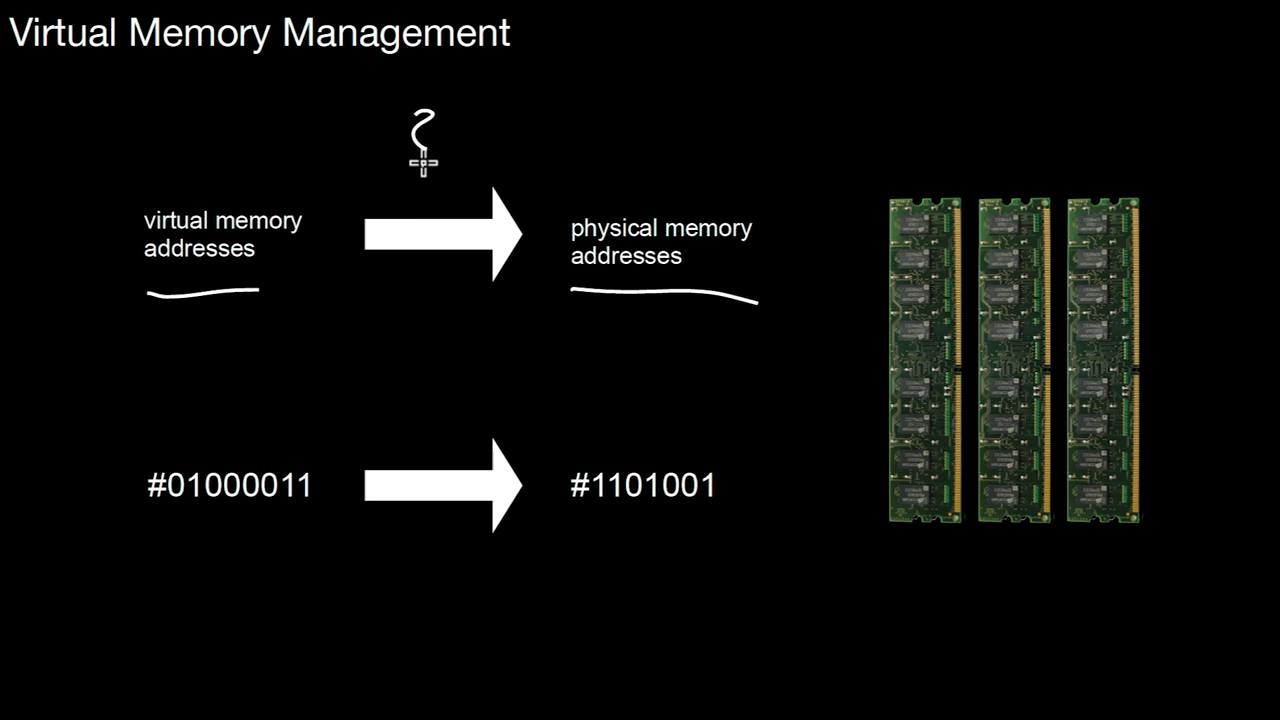 Virtual Memory Management
?
virtual memory
addresses
physical memory
addresses
#01000011
#1101001